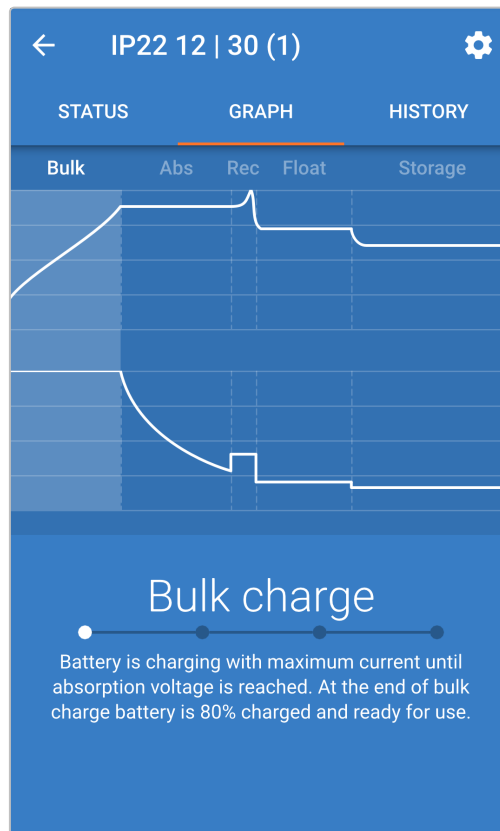 IP22 12 | 30 (1)
STATUS GRAPH HISTORY
Bulk Abs Rec Float Storage
Bulk charge
Battery is charging with maximum current until
absorption voltage is reached. At the end of bulk
charge battery is 80% charged and ready for use.